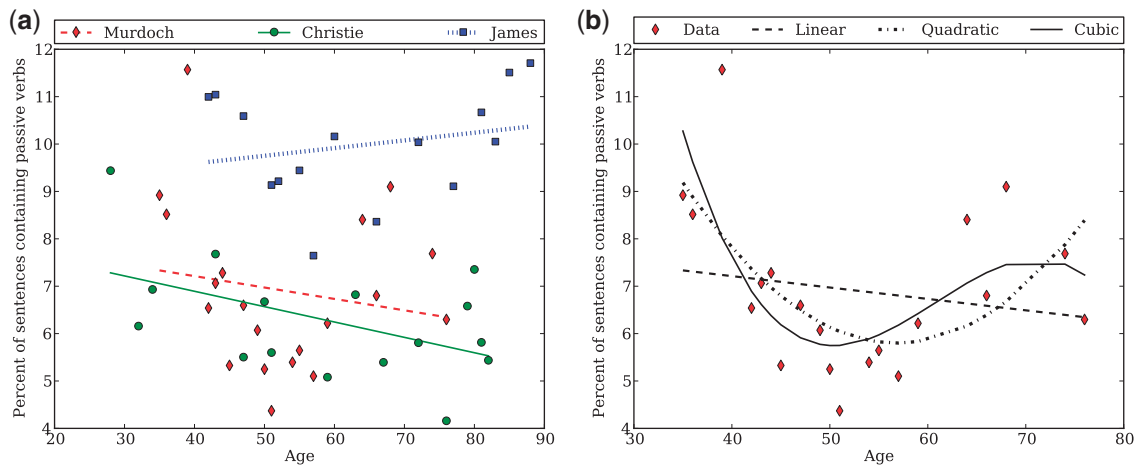 (a)
Murdoch Christie James
Percent of sentences containing passive verbs
12
11
10
9
8
7
6
5
4
20 30 40 50 60 70 80 90
Age
(b)
Data Linear Quadratic Cubic
Percent of sentences containing passive verbs
12
11
10
9
8
7
6
5
4
30 40 50 60 70 80
Age